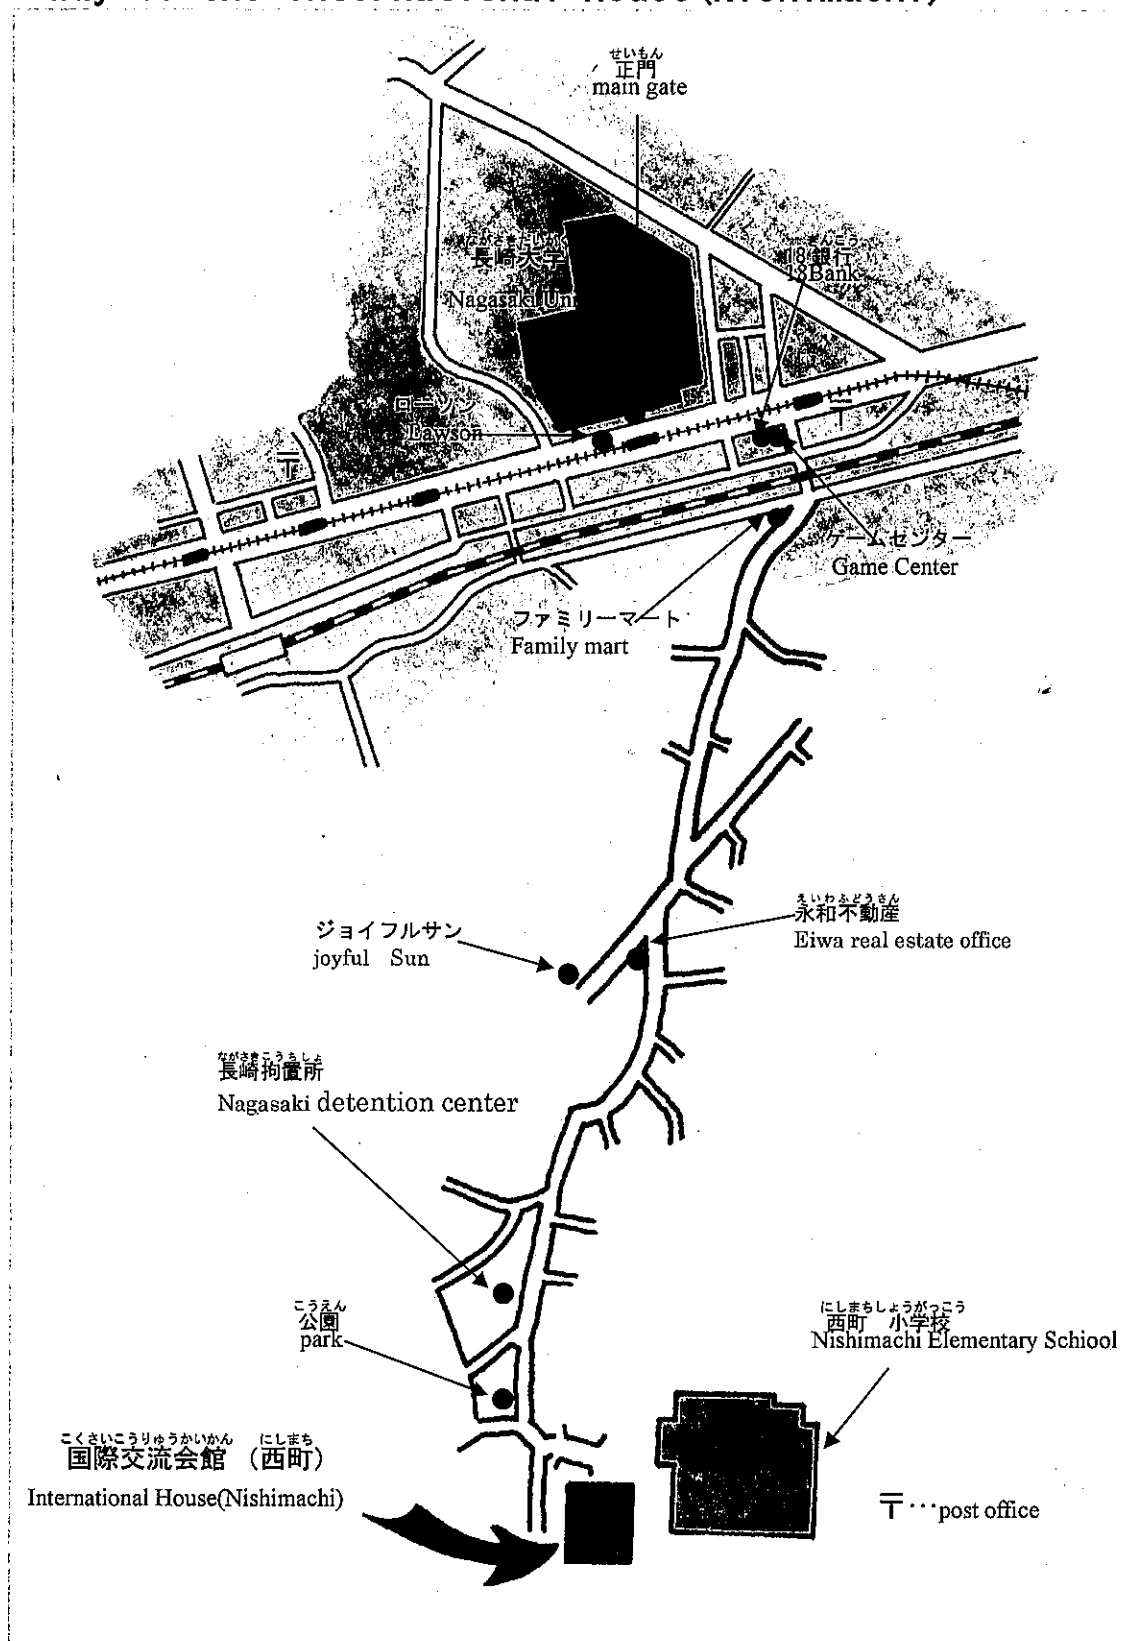 International House(Nishimachi)
せいもん
正門
main gate
ながさきだいがく
長崎大学
Nagasaki Uni
ぎんこう
18銀行
18Bank
ローソン
Lawson
〒
〒
ゲームセンター
Game Center
ファミリーマート
Family mart
えいわふどうさん
永和不動産
Eiwa real estate office
ジョイフルサン
joyful Sun
ながさきこうちしょ
長崎拘置所
Nagasaki detention center
こうえん
公園
park
にしまちしょうがっこう
西町 小学校
Nishimachi Elementary Schiool
こくさいこうりゅうかいかん にしまち
国際交流会館 (西町)
International House(Nishimachi)
〒…post office